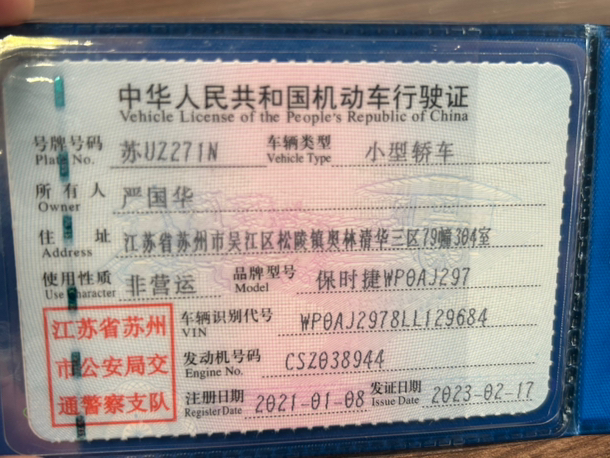 中华人民共和国机动车行驶证
Vehicle License of the People's Republic of China
号牌号码 苏UZ271N 车辆类型 小型轿车
Plate No. Vehicle Type
所有人 严国华
Owner
住址 江苏省苏州市吴江区松陵镇奥林清华三区79幢304室
Address
使用性质 非营运 品牌型号 保时捷WP0AJ297
Use Character Model
车辆识别代号 WP0AJ2978LL129684
VIN
发动机号码 CSZ038944
Engine No.
注册日期 2021-01-08 发证日期 2023-02-17
Register Date Issue Date
江苏省苏州
市公安局交
通警察支队